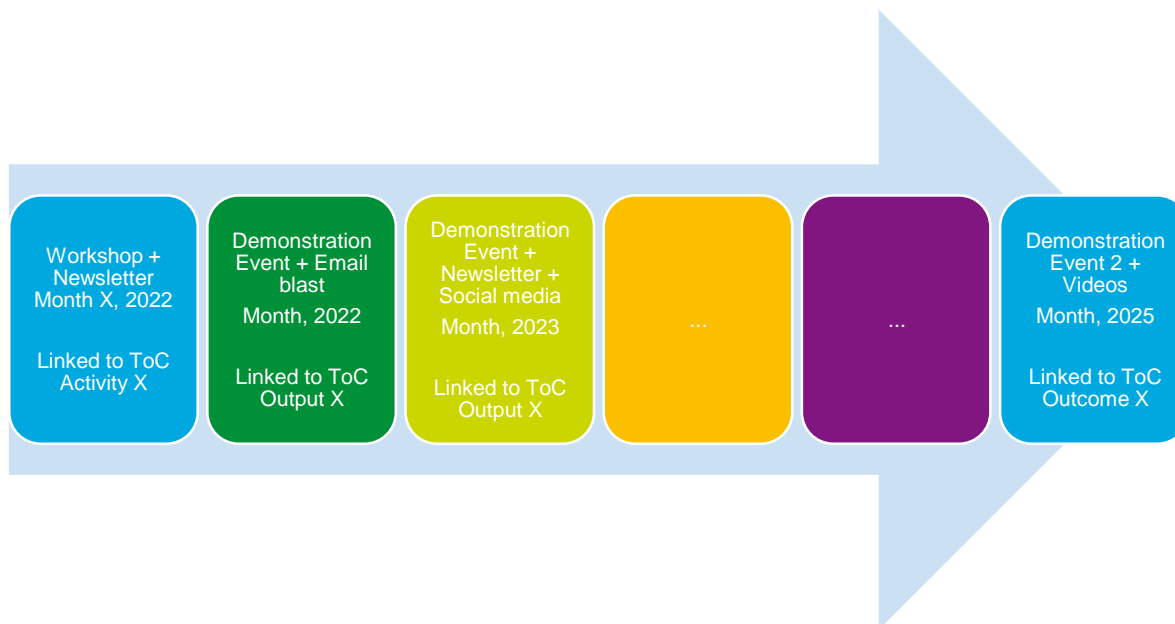 Workshop +
Newsletter
Month X, 2022
Linked to ToC
Activity X
Demonstration
Event + Email
blast
Month, 2022
Linked to ToC
Output X
Demonstration
Event +
Newsletter +
Social media
Month, 2023
Linked to ToC
Output X
...
...
Demonstration
Event 2 +
Videos
Month, 2025
Linked to ToC
Outcome X